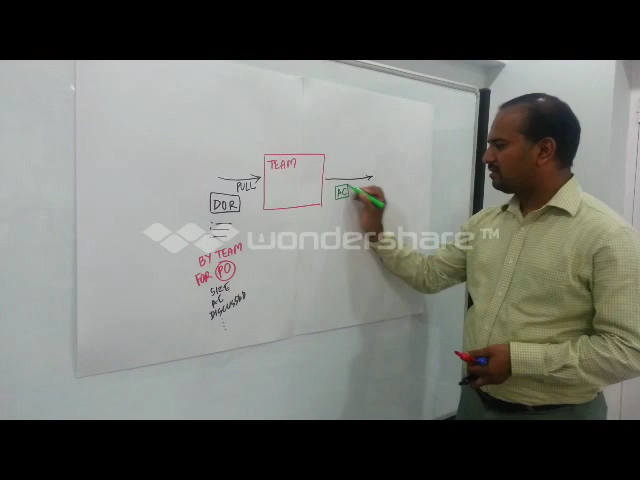 TEAM
PULL
AC
DOR
wondershare™
BY TEAM
FOR PO
SIZE
AC
DISCUSSED